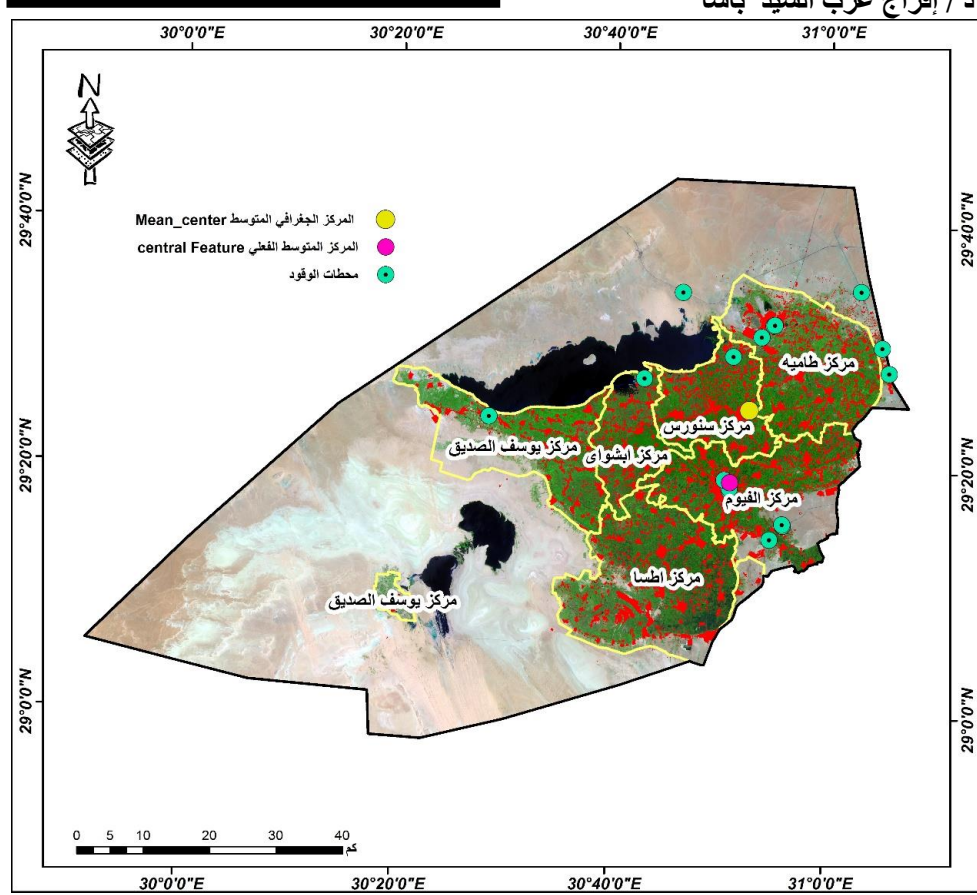 د / إفراج عزب السيد باشا
30°0'0"E 30°20'0"E 30°40'0"E 31°0'0"E
N
29°40'0"N
29°40'0"N
المركز الجغرافي المتوسط Mean_center
المركز المتوسط الفعلي central Feature
محطات الوقود
مركز طاميه
مركز سنورس
مركز يوسف الصديق
مركز ابشواى
29°20'0"N
29°20'0"N
مركز الفيوم
مركز اطسا
مركز يوسف الصديق
29°0'0"N
29°0'0"N
0 5 10 20 30 40
كم
30°0'0"E 30°20'0"E 30°40'0"E 31°0'0"E